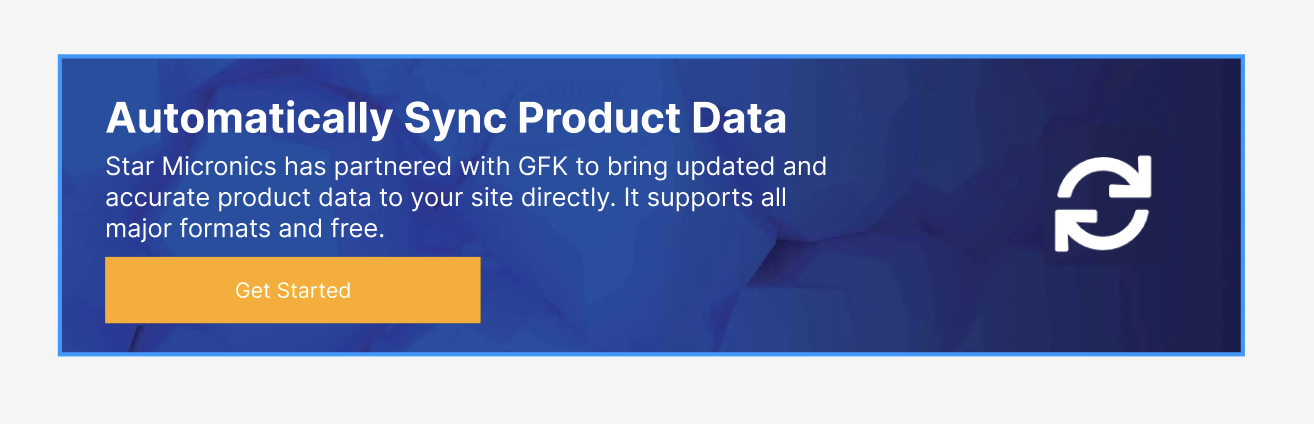 Automatically Sync Product Data
Star Micronics has partnered with GFK to bring updated and
accurate product data to your site directly. It supports all
major formats and free.
Get Started